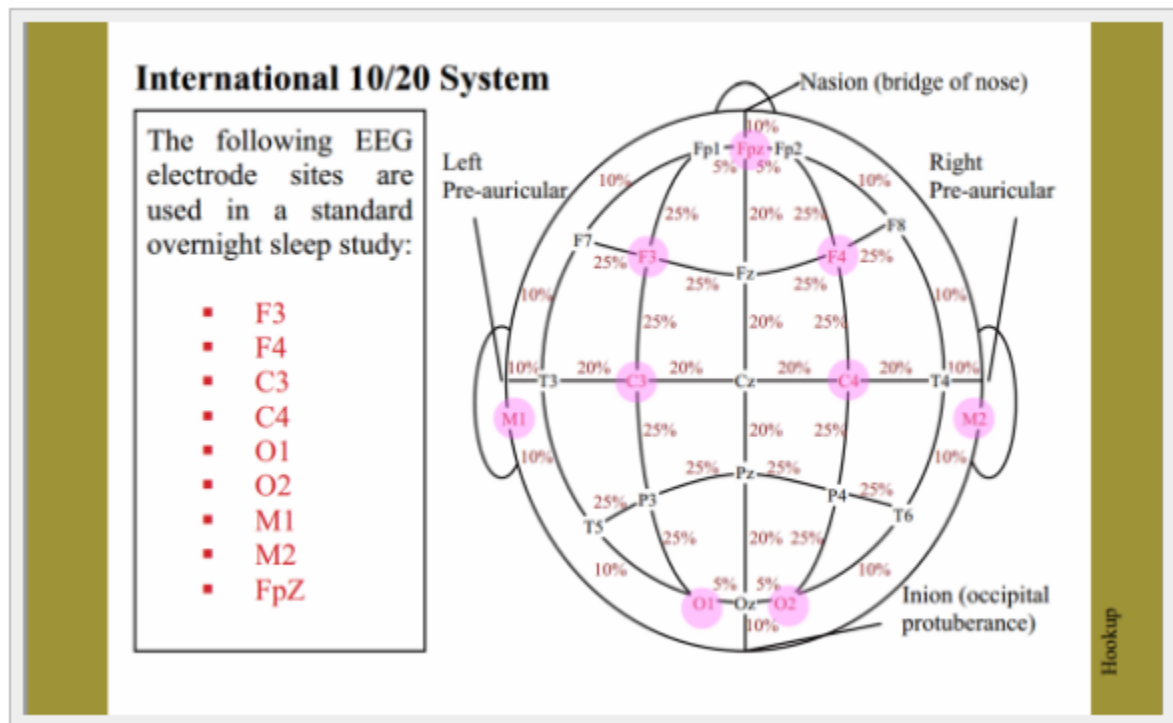 International 10/20 System
The following EEG
electrode sites are
used in a standard
overnight sleep study:
▪ F3
▪ F4
▪ C3
▪ C4
▪ O1
▪ O2
▪ M1
▪ M2
▪ FpZ
Nasion (bridge of nose)
Left
Pre-auricular
Right
Pre-auricular
10%
Fp1 Fpz Fp2
5% 5%
10% 10%
25% 20% 25%
F7 F8
F3 F4
25% 25%
Fz
25% 25%
10% 10%
25% 20% 25%
10% 20% 20% 20% 20% 10%
T3 C3 Cz C4 T4
M1 M2
25% 20% 25%
10% 10%
25% Pz 25%
25% P3 P4 25%
T5 T6
25% 20% 25%
10% 10%
5% 5%
O1 Oz O2
10%
Inion (occipital
protuberance)
Hookup